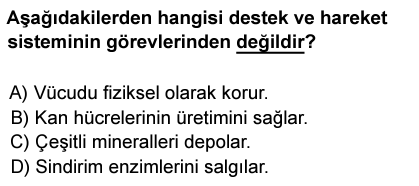 Aşağıdakilerden hangisi destek ve hareket
sisteminin görevlerinden değildir?
A) Vücudu fiziksel olarak korur.
B) Kan hücrelerinin üretimini sağlar.
C) Çeşitli mineralleri depolar.
D) Sindirim enzimlerini salgılar.